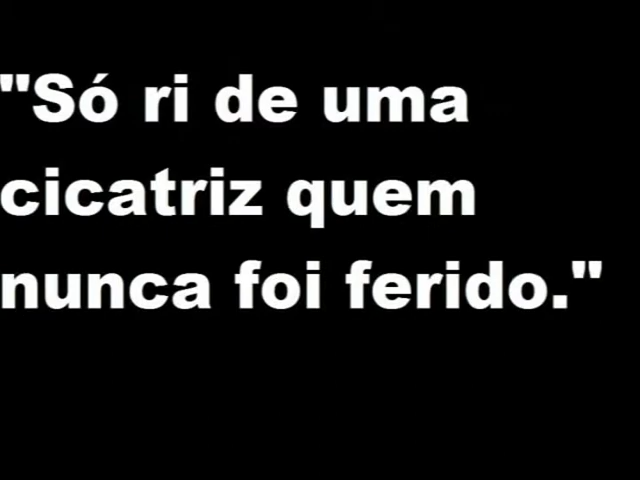 "Só ri de uma
cicatriz quem
nunca foi ferido."